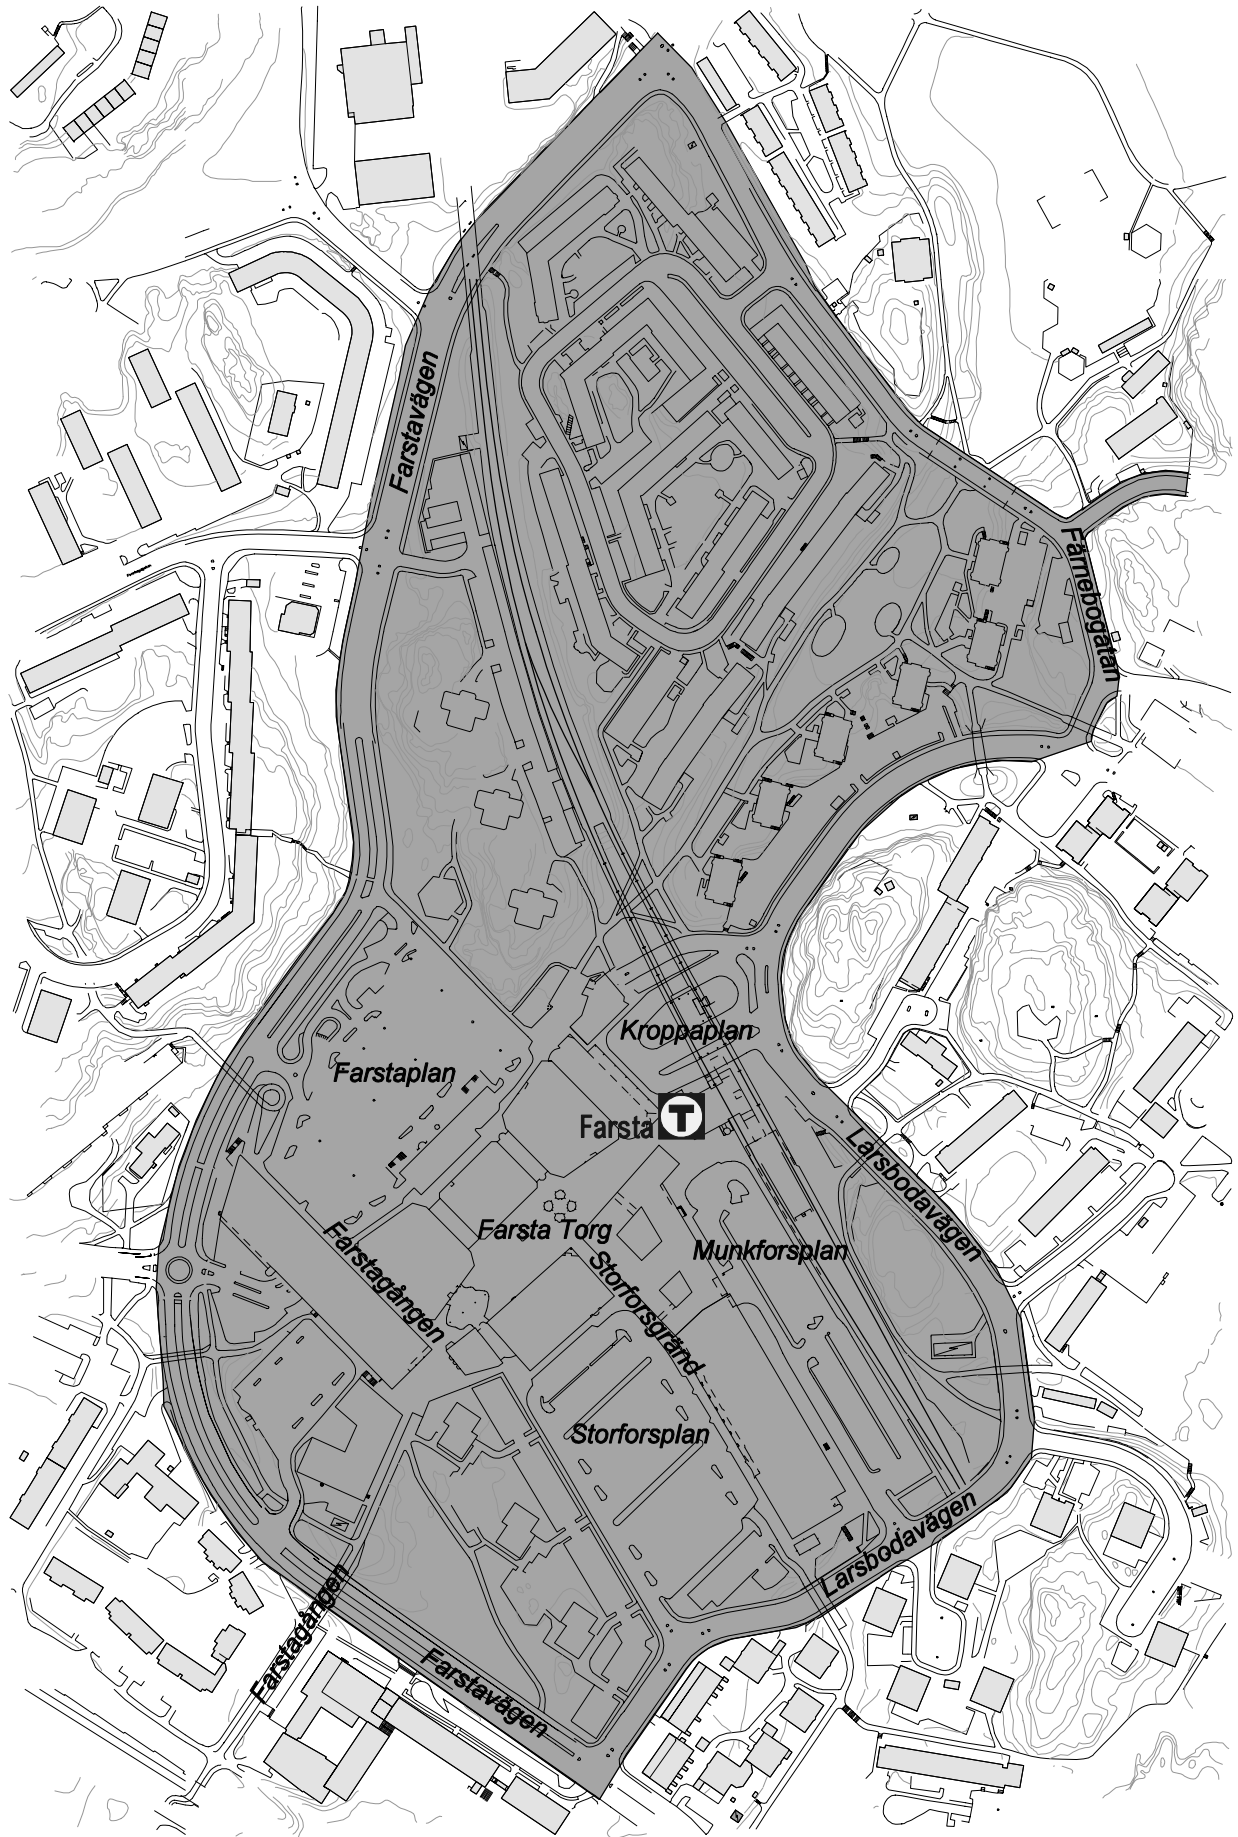 Farstavägen
Färnebogatan
Kroppaplan
Farstaplan
Farsta T
Larsbodavägen
Farsta Torg
Munkforsplan
Farstagången
Storforsgränd
Storforsplan
Larsbodavägen
Farstagången
Farstavägen